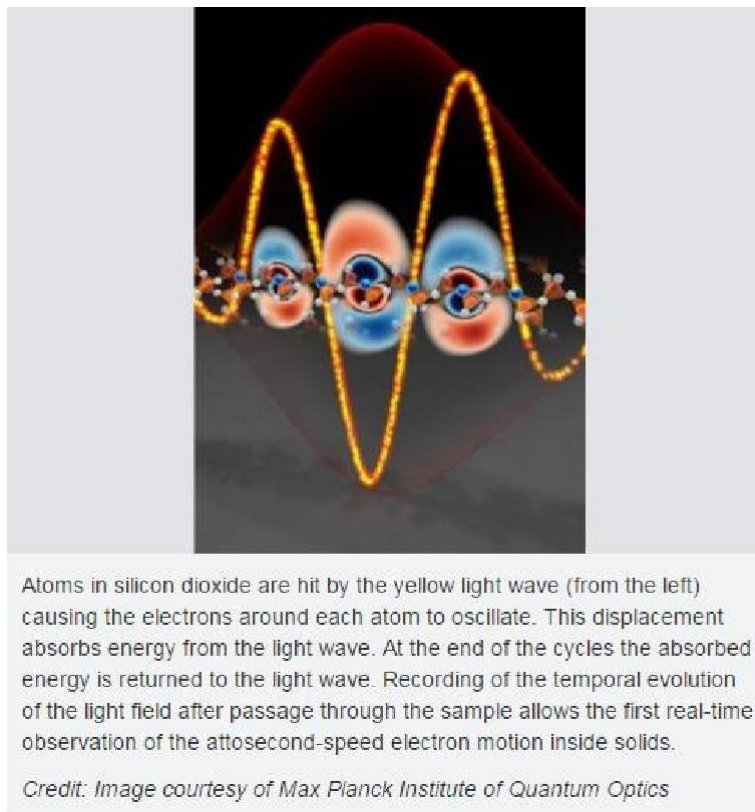 Atoms in silicon dioxide are hit by the yellow light wave (from the left)
causing the electrons around each atom to oscillate. This displacement
absorbs energy from the light wave. At the end of the cycles the absorbed
energy is returned to the light wave. Recording of the temporal evolution
of the light field after passage through the sample allows the first real-time
observation of the attosecond-speed electron motion inside solids.
Credit: Image courtesy of Max Planck Institute of Quantum Optics